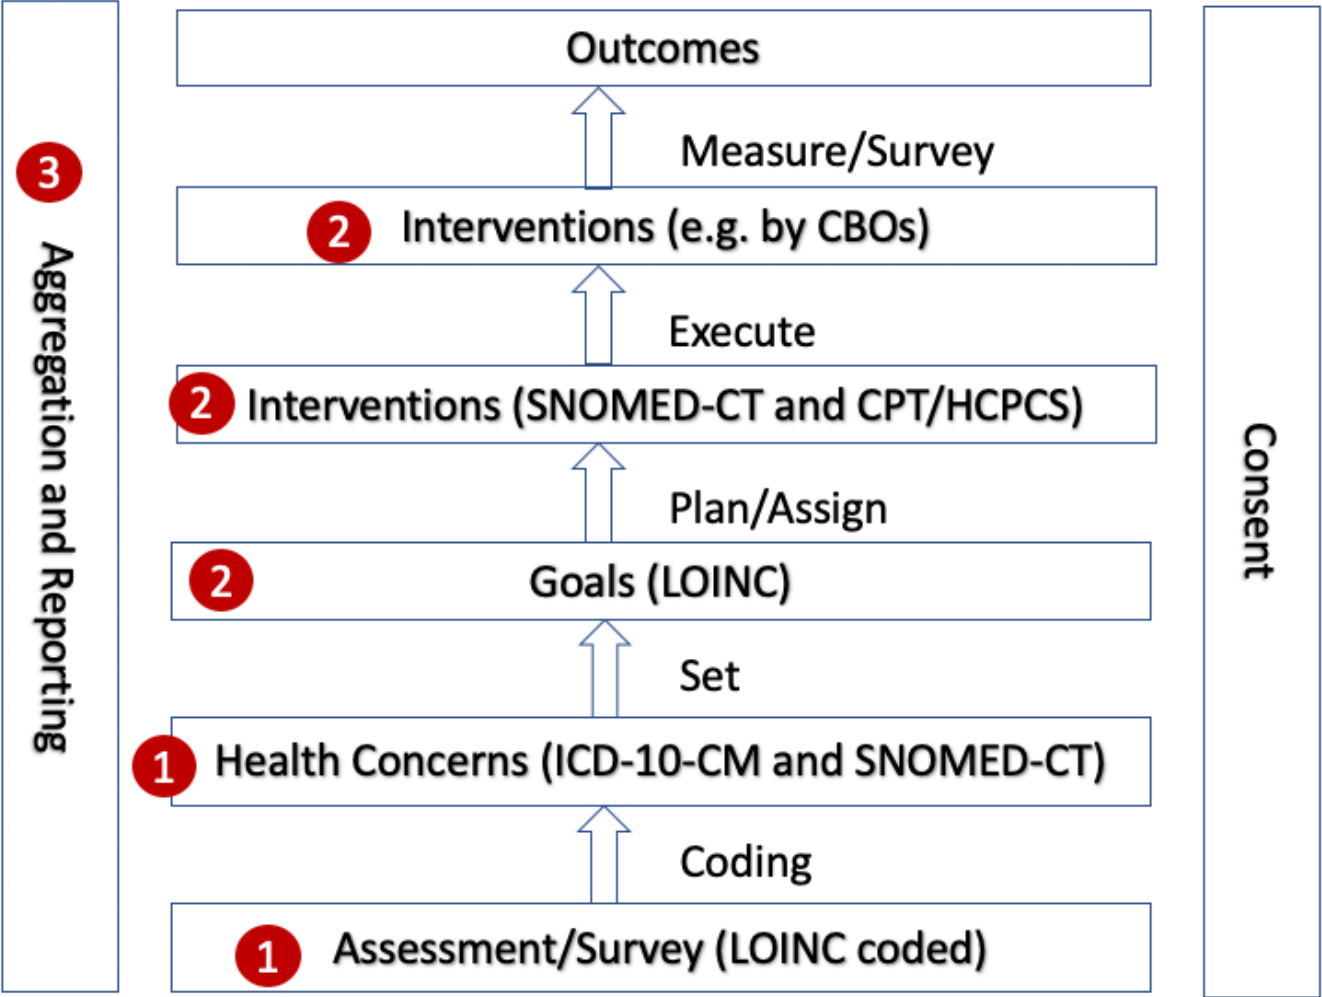 Outcomes
Measure/Survey
3
2 Interventions (e.g. by CBOs)
Execute
2 Interventions (SNOMED-CT and CPT/HCPCS)
Plan/Assign
2 Goals (LOINC)
Set
1 Health Concerns (ICD-10-CM and SNOMED-CT)
Coding
1 Assessment/Survey (LOINC coded)
Aggregation and Reporting
Consent